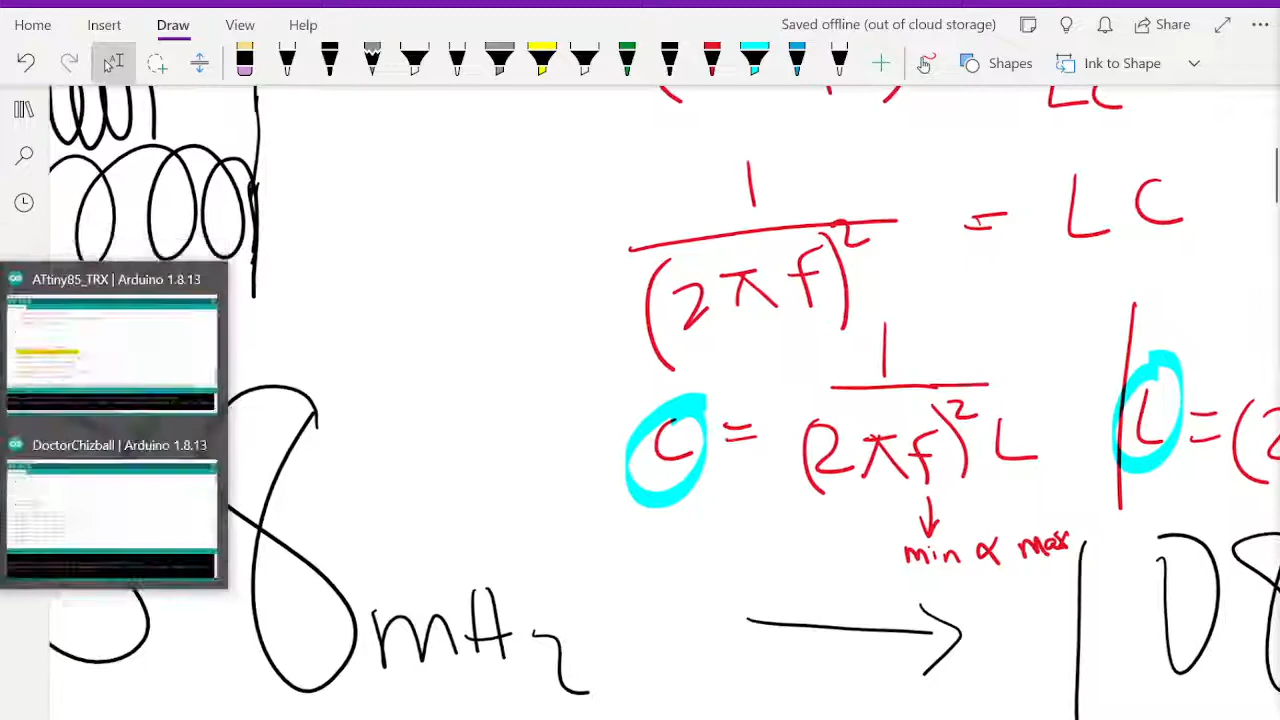 Home Insert Draw View Help Saved offline (out of cloud storage) Share
Shapes Ink to Shape
LC
1
(2πf)² = LC
ATtiny85_TRX | Arduino 1.8.13
1
C = (2πf)²L L = (2
DoctorChizball | Arduino 1.8.13
min & max
8 mHz → 108